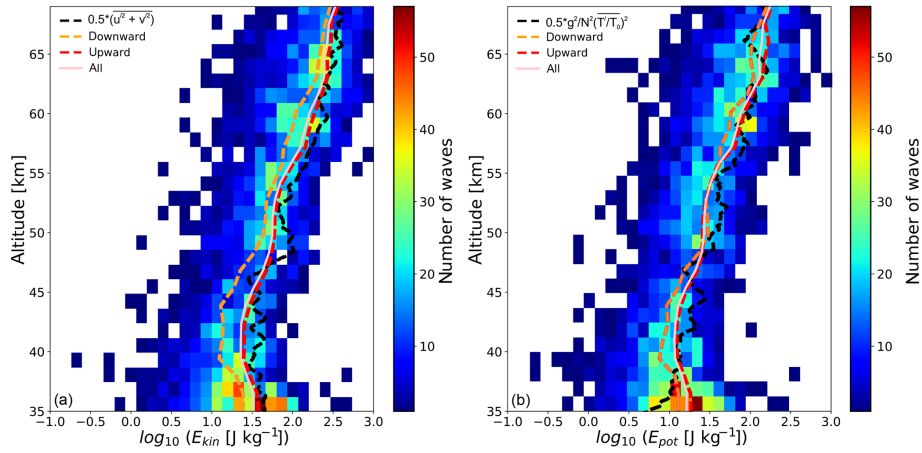 0.5*(u'² + v'²)
Downward
Upward
All
(a)
Altitude [km]
65
60
55
50
45
40
35
−1.0 −0.5 0.0 0.5 1.0 1.5 2.0 2.5 3.0
log₁₀ (E_kin [J kg⁻¹])
50
40
30
20
10
Number of waves
0.5*g²/N²(T'/T₀)²
Downward
Upward
All
(b)
Altitude [km]
65
60
55
50
45
40
35
−1.0 −0.5 0.0 0.5 1.0 1.5 2.0 2.5 3.0
log₁₀ (E_pot [J kg⁻¹])
50
40
30
20
10
Number of waves